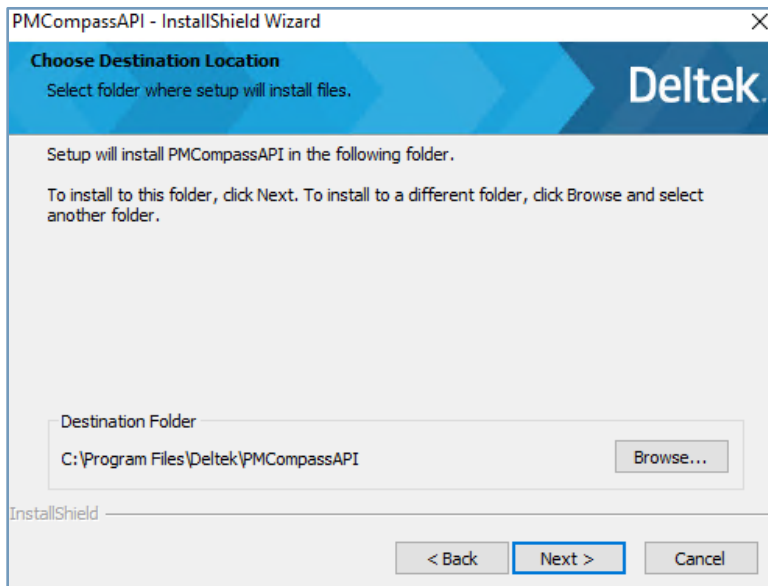 PMCompassAPI - InstallShield Wizard
Choose Destination Location
Select folder where setup will install files.
Deltek.
Setup will install PMCompassAPI in the following folder.
To install to this folder, click Next. To install to a different folder, click Browse and select
another folder.
Destination Folder
C:\Program Files\Deltek\PMCompassAPI
Browse...
InstallShield
< Back
Next >
Cancel